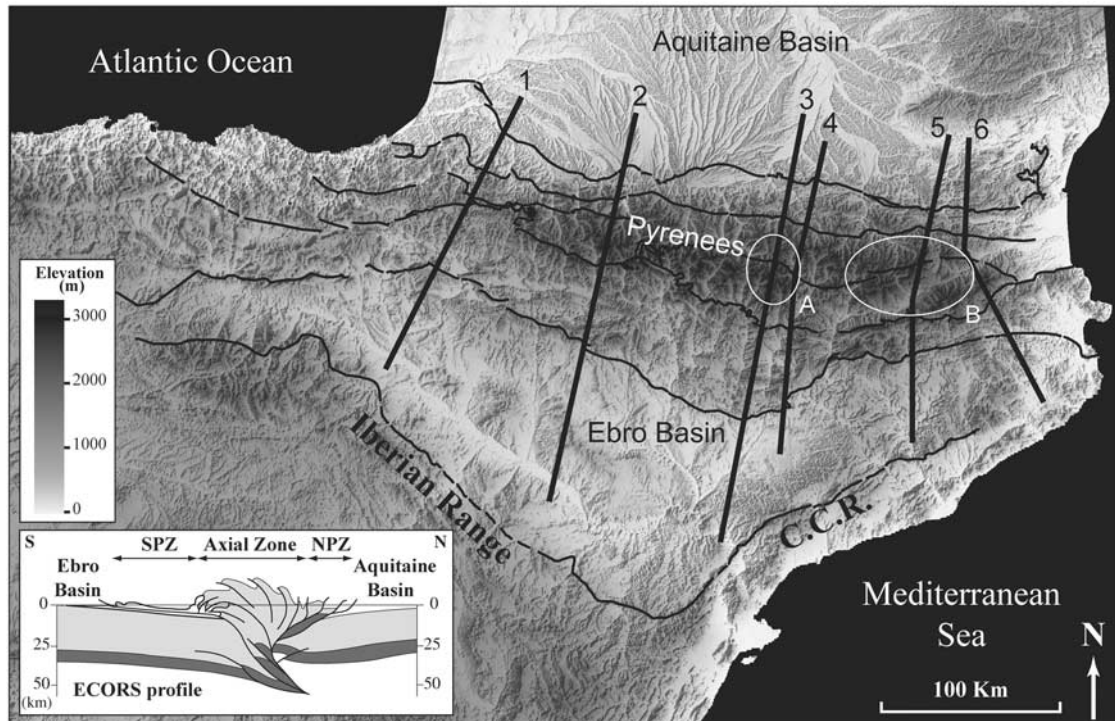 Atlantic Ocean
Aquitaine Basin
1
2
3
4
5
6
Pyrenees
A
B
Elevation
(m)
3000
2000
1000
0
Ebro Basin
Iberian Range
C.C.R.
Mediterranean
Sea
N
100 Km
S
SPZ
Axial Zone
NPZ
N
Ebro
Basin
Aquitaine
Basin
0
0
25
25
50
50
(km)
ECORS profile